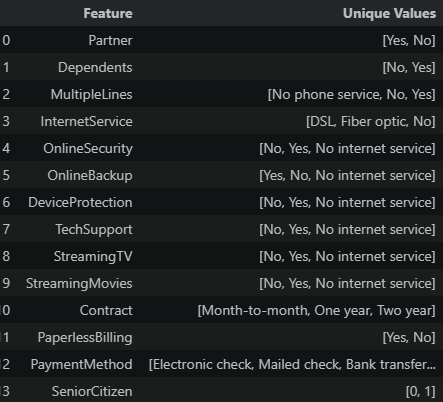 Feature Unique Values
0 Partner [Yes, No]
1 Dependents [No, Yes]
2 MultipleLines [No phone service, No, Yes]
3 InternetService [DSL, Fiber optic, No]
4 OnlineSecurity [No, Yes, No internet service]
5 OnlineBackup [Yes, No, No internet service]
6 DeviceProtection [No, Yes, No internet service]
7 TechSupport [No, Yes, No internet service]
8 StreamingTV [No, Yes, No internet service]
9 StreamingMovies [No, Yes, No internet service]
10 Contract [Month-to-month, One year, Two year]
11 PaperlessBilling [Yes, No]
12 PaymentMethod [Electronic check, Mailed check, Bank transfer...
13 SeniorCitizen [0, 1]